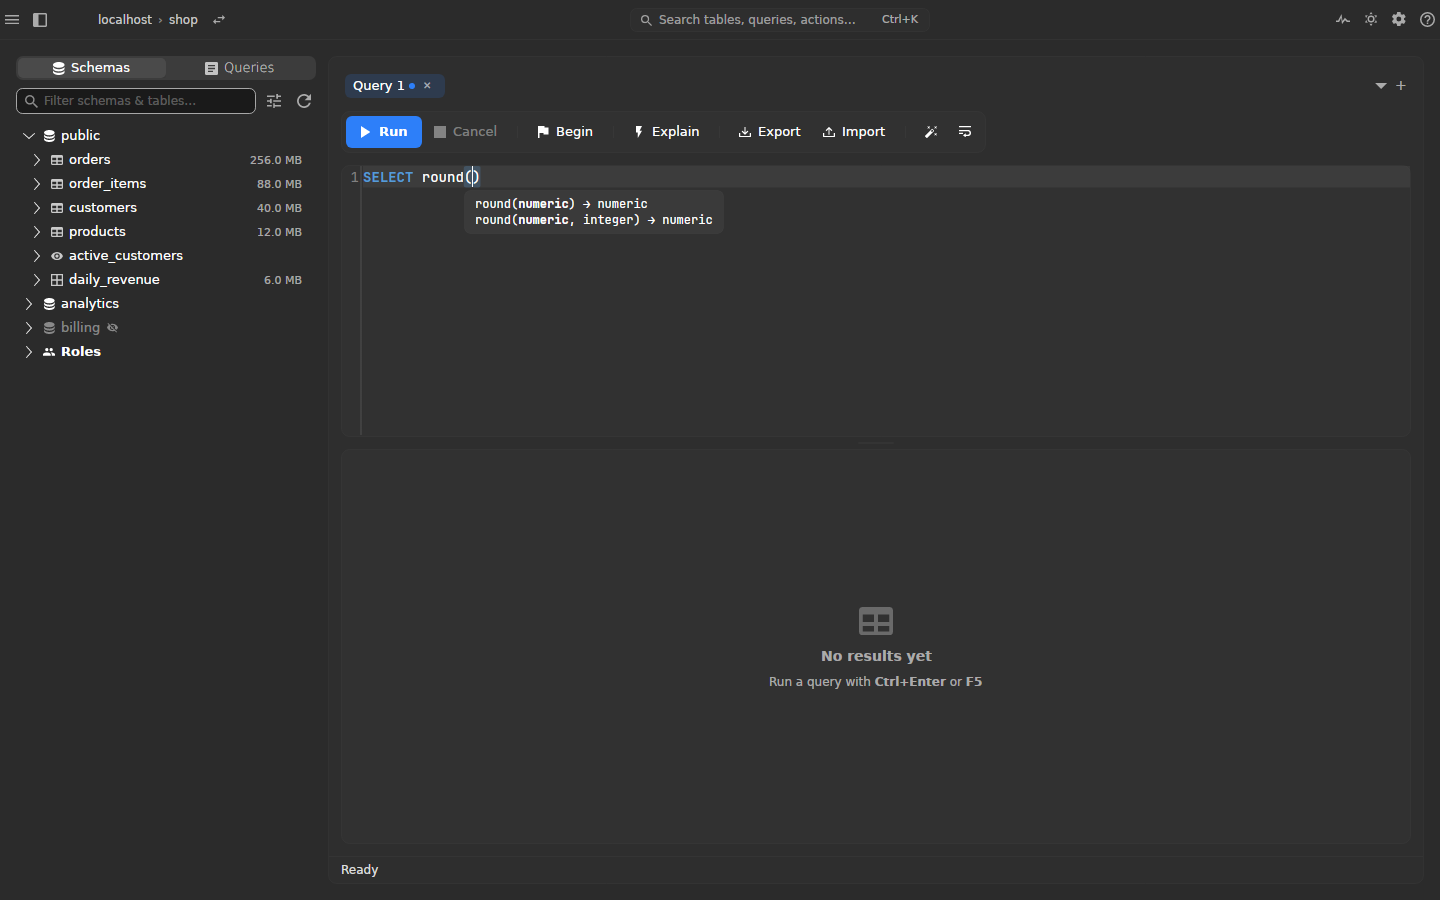 localhost › shop
Search tables, queries, actions... Ctrl+K
Schemas Queries
Filter schemas & tables...
public
orders 256.0 MB
order_items 88.0 MB
customers 40.0 MB
products 12.0 MB
active_customers
daily_revenue 6.0 MB
analytics
billing
Roles
Query 1 ×
Run Cancel Begin Explain Export Import
1 SELECT round()
round(numeric) → numeric
round(numeric, integer) → numeric
No results yet
Run a query with Ctrl+Enter or F5
Ready